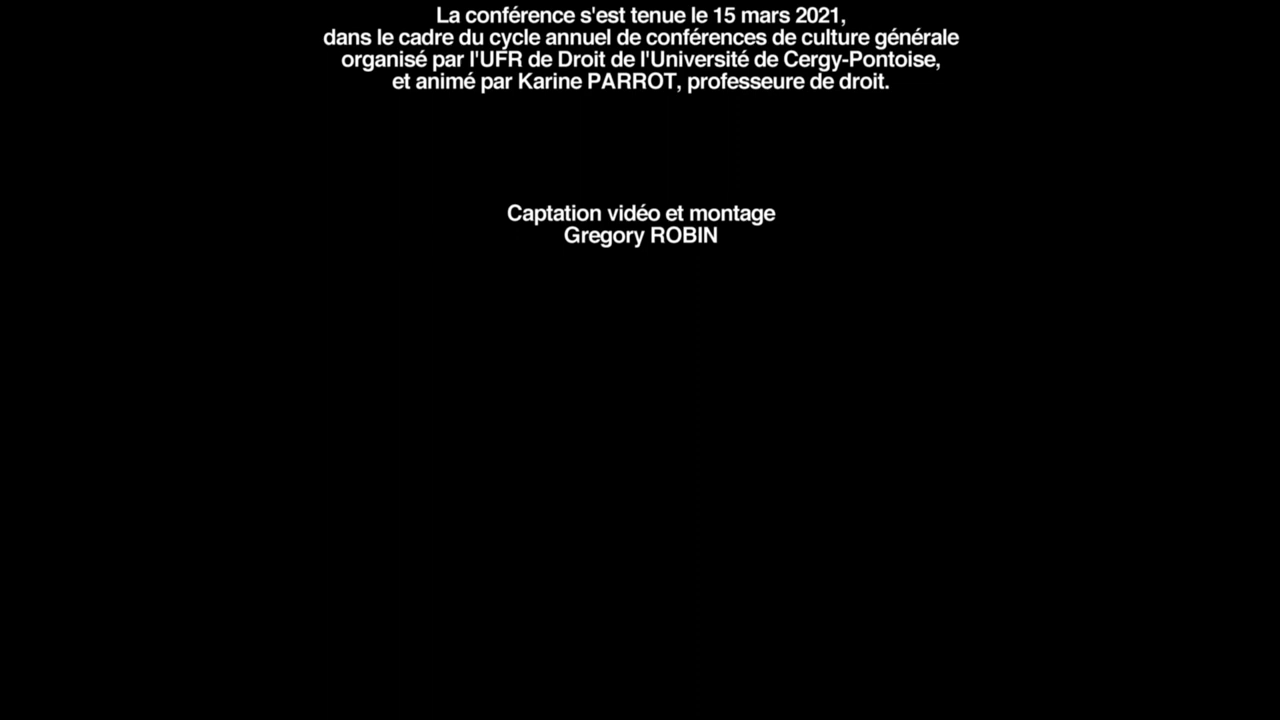 La conférence s'est tenue le 15 mars 2021,
dans le cadre du cycle annuel de conférences de culture générale
organisé par l'UFR de Droit de l'Université de Cergy-Pontoise,
et animé par Karine PARROT, professeure de droit.
Captation vidéo et montage
Gregory ROBIN